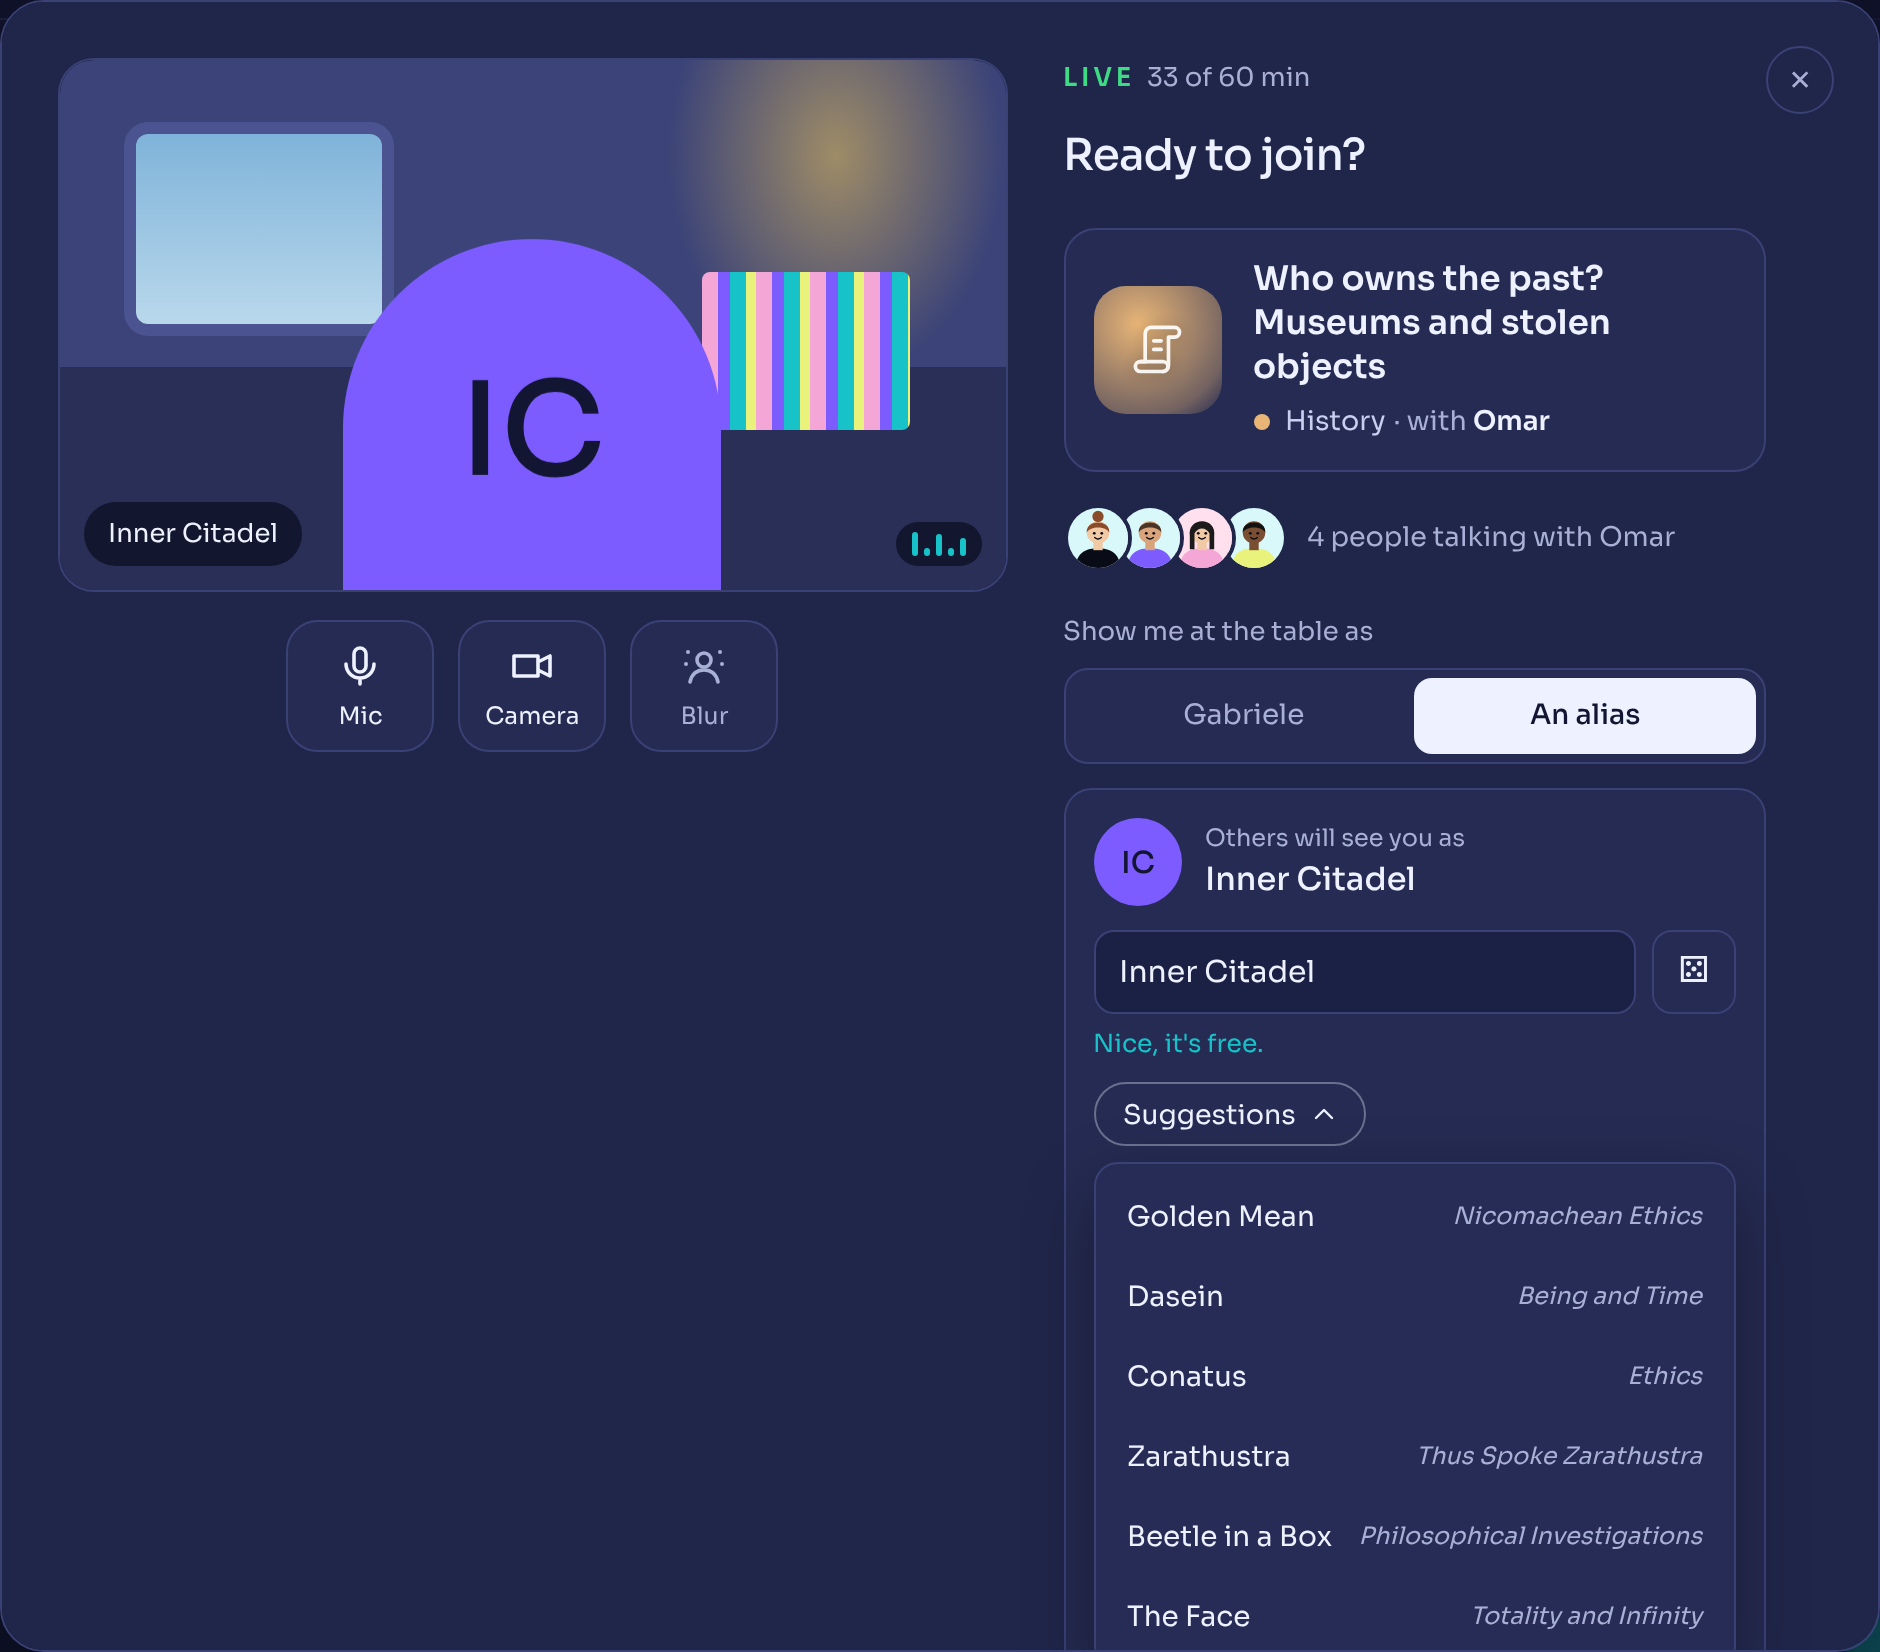 IC
Inner Citadel
Mic
Camera
Blur
LIVE 33 of 60 min
Ready to join?
Who owns the past?
Museums and stolen
objects
History · with Omar
4 people talking with Omar
Show me at the table as
Gabriele
An alias
IC
Others will see you as
Inner Citadel
Inner Citadel
Nice, it's free.
Suggestions
Golden Mean Nicomachean Ethics
Dasein Being and Time
Conatus Ethics
Zarathustra Thus Spoke Zarathustra
Beetle in a Box Philosophical Investigations
The Face Totality and Infinity